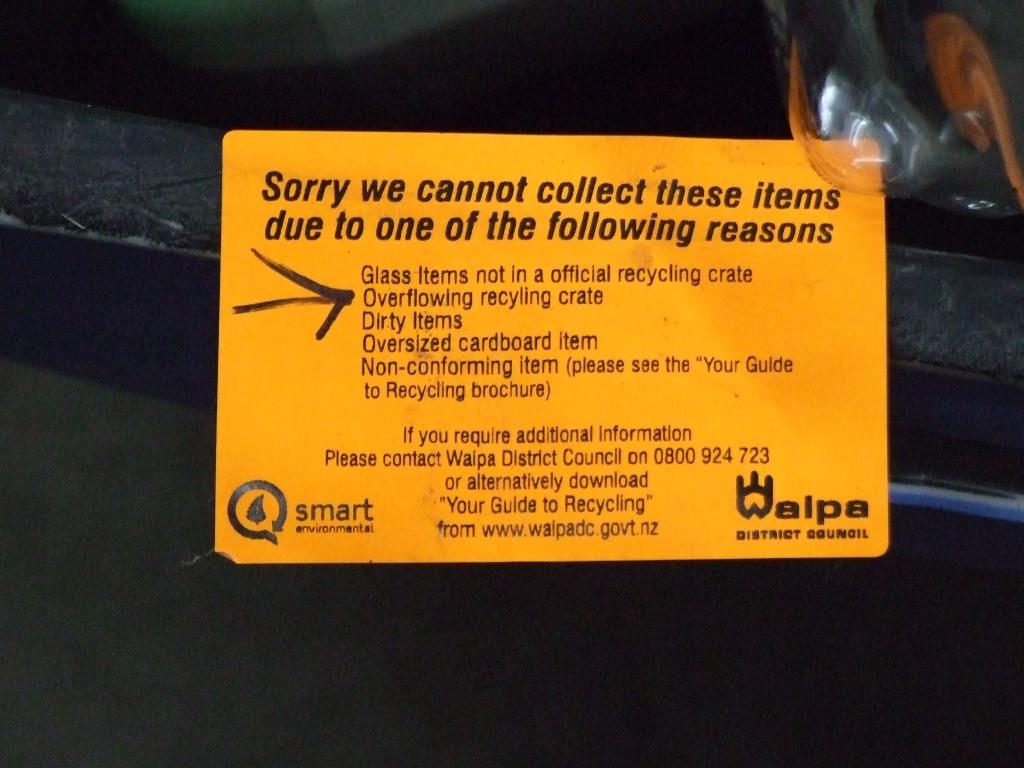 Sorry we cannot collect these items
due to one of the following reasons
Glass Items not in a official recycling crate
Overflowing recyling crate
Dirty Items
Oversized cardboard item
Non-conforming item (please see the "Your Guide
to Recycling brochure)
If you require additional information
Please contact Waipa District Council on 0800 924 723
or alternatively download
"Your Guide to Recycling"
from www.waipadc.govt.nz
smart
environmental
Waipa
DISTRICT COUNCIL